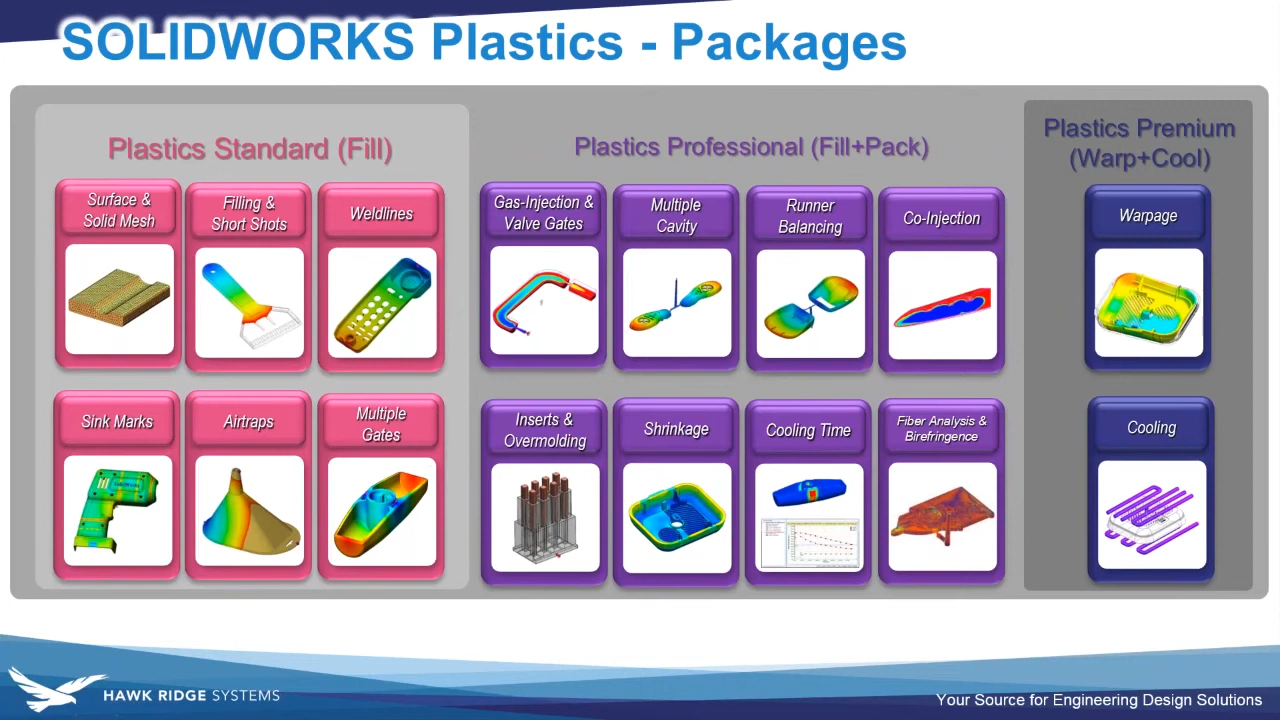 SOLIDWORKS Plastics - Packages
Plastics Standard (Fill)
Surface &
Solid Mesh
Filling &
Short Shots
Weldlines
Sink Marks
Airtraps
Multiple
Gates
Plastics Professional (Fill+Pack)
Gas-Injection &
Valve Gates
Multiple
Cavity
Runner
Balancing
Co-Injection
Inserts &
Overmolding
Shrinkage
Cooling Time
Fiber Analysis &
Birefringence
Plastics Premium
(Warp+Cool)
Warpage
Cooling
HAWK RIDGE SYSTEMS
Your Source for Engineering Design Solutions